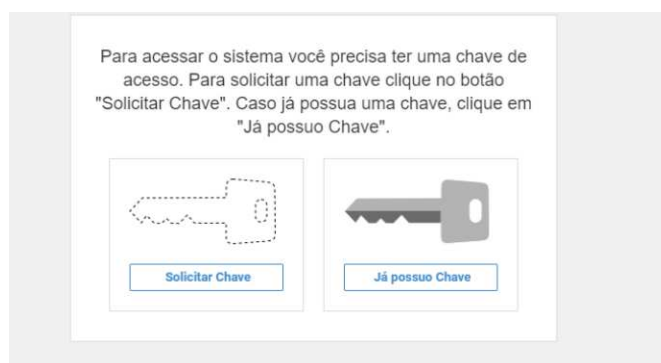 Para acessar o sistema você precisa ter uma chave de
acesso. Para solicitar uma chave clique no botão
"Solicitar Chave". Caso já possua uma chave, clique em
"Já possuo Chave".
Solicitar Chave
Já possuo Chave